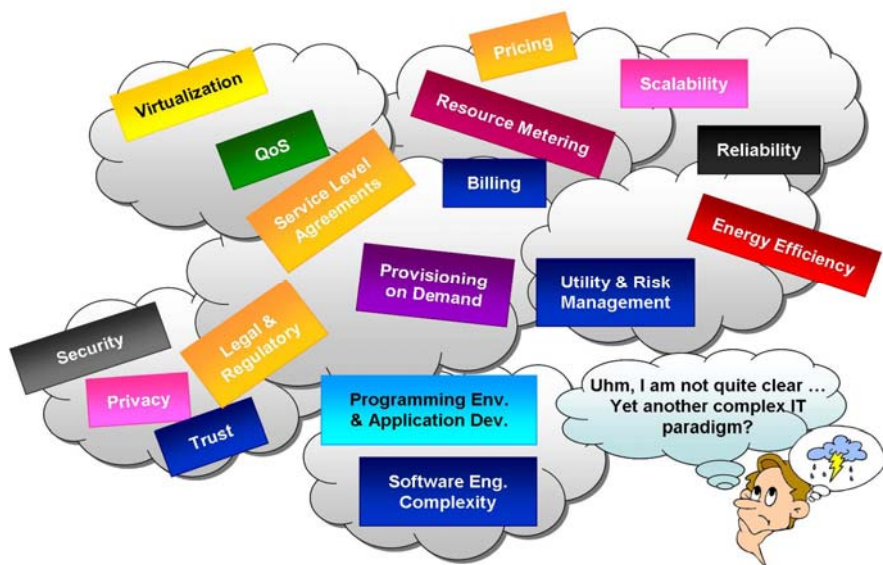 Pricing
Virtualization
Scalability
Resource Metering
QoS
Reliability
Billing
Service Level
Agreements
Energy Efficiency
Provisioning
on Demand
Utility & Risk
Management
Legal &
Regulatory
Security
Privacy
Trust
Programming Env.
& Application Dev.
Software Eng.
Complexity
Uhm, I am not quite clear ...
Yet another complex IT
paradigm?